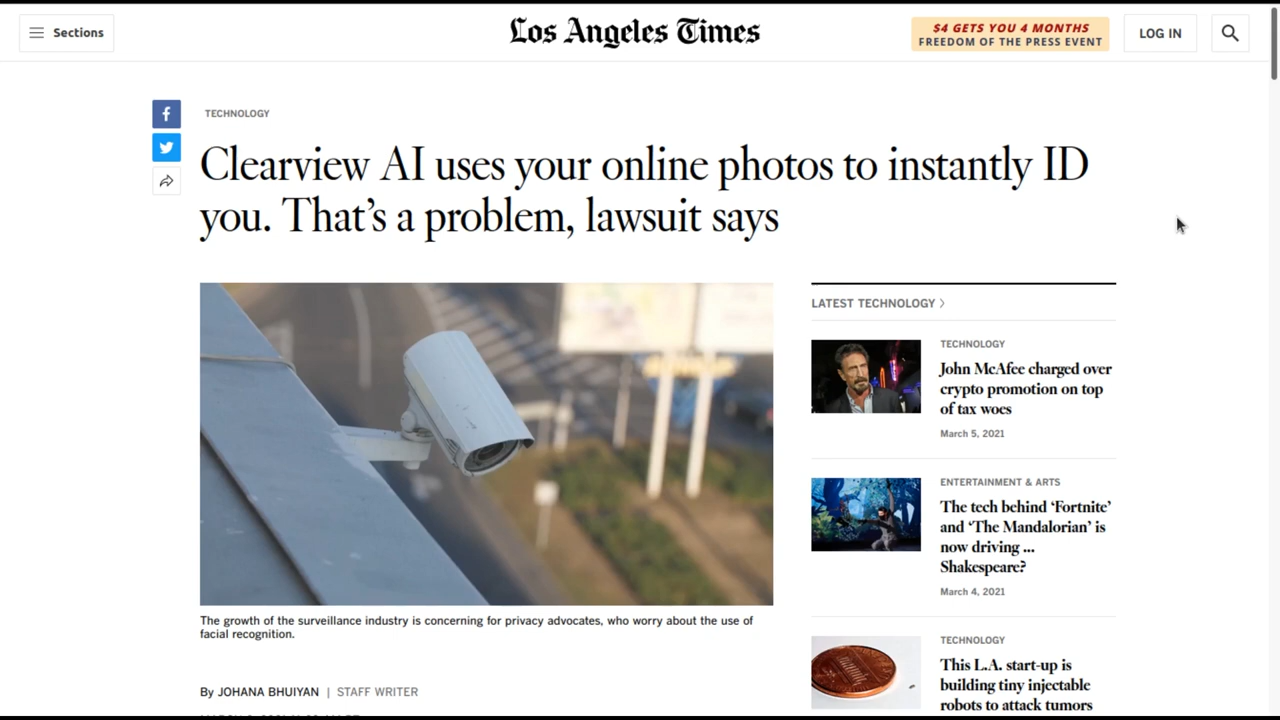 Sections
Los Angeles Times
$4 GETS YOU 4 MONTHS
FREEDOM OF THE PRESS EVENT
LOG IN
TECHNOLOGY
Clearview AI uses your online photos to instantly ID
you. That’s a problem, lawsuit says
The growth of the surveillance industry is concerning for privacy advocates, who worry about the use of
facial recognition.
By JOHANA BHUIYAN | STAFF WRITER
LATEST TECHNOLOGY
TECHNOLOGY
John McAfee charged over
crypto promotion on top
of tax woes
March 5, 2021
ENTERTAINMENT & ARTS
The tech behind ‘Fortnite’
and ‘The Mandalorian’ is
now driving ...
Shakespeare?
March 4, 2021
TECHNOLOGY
This L.A. start-up is
building tiny injectable
robots to attack tumors